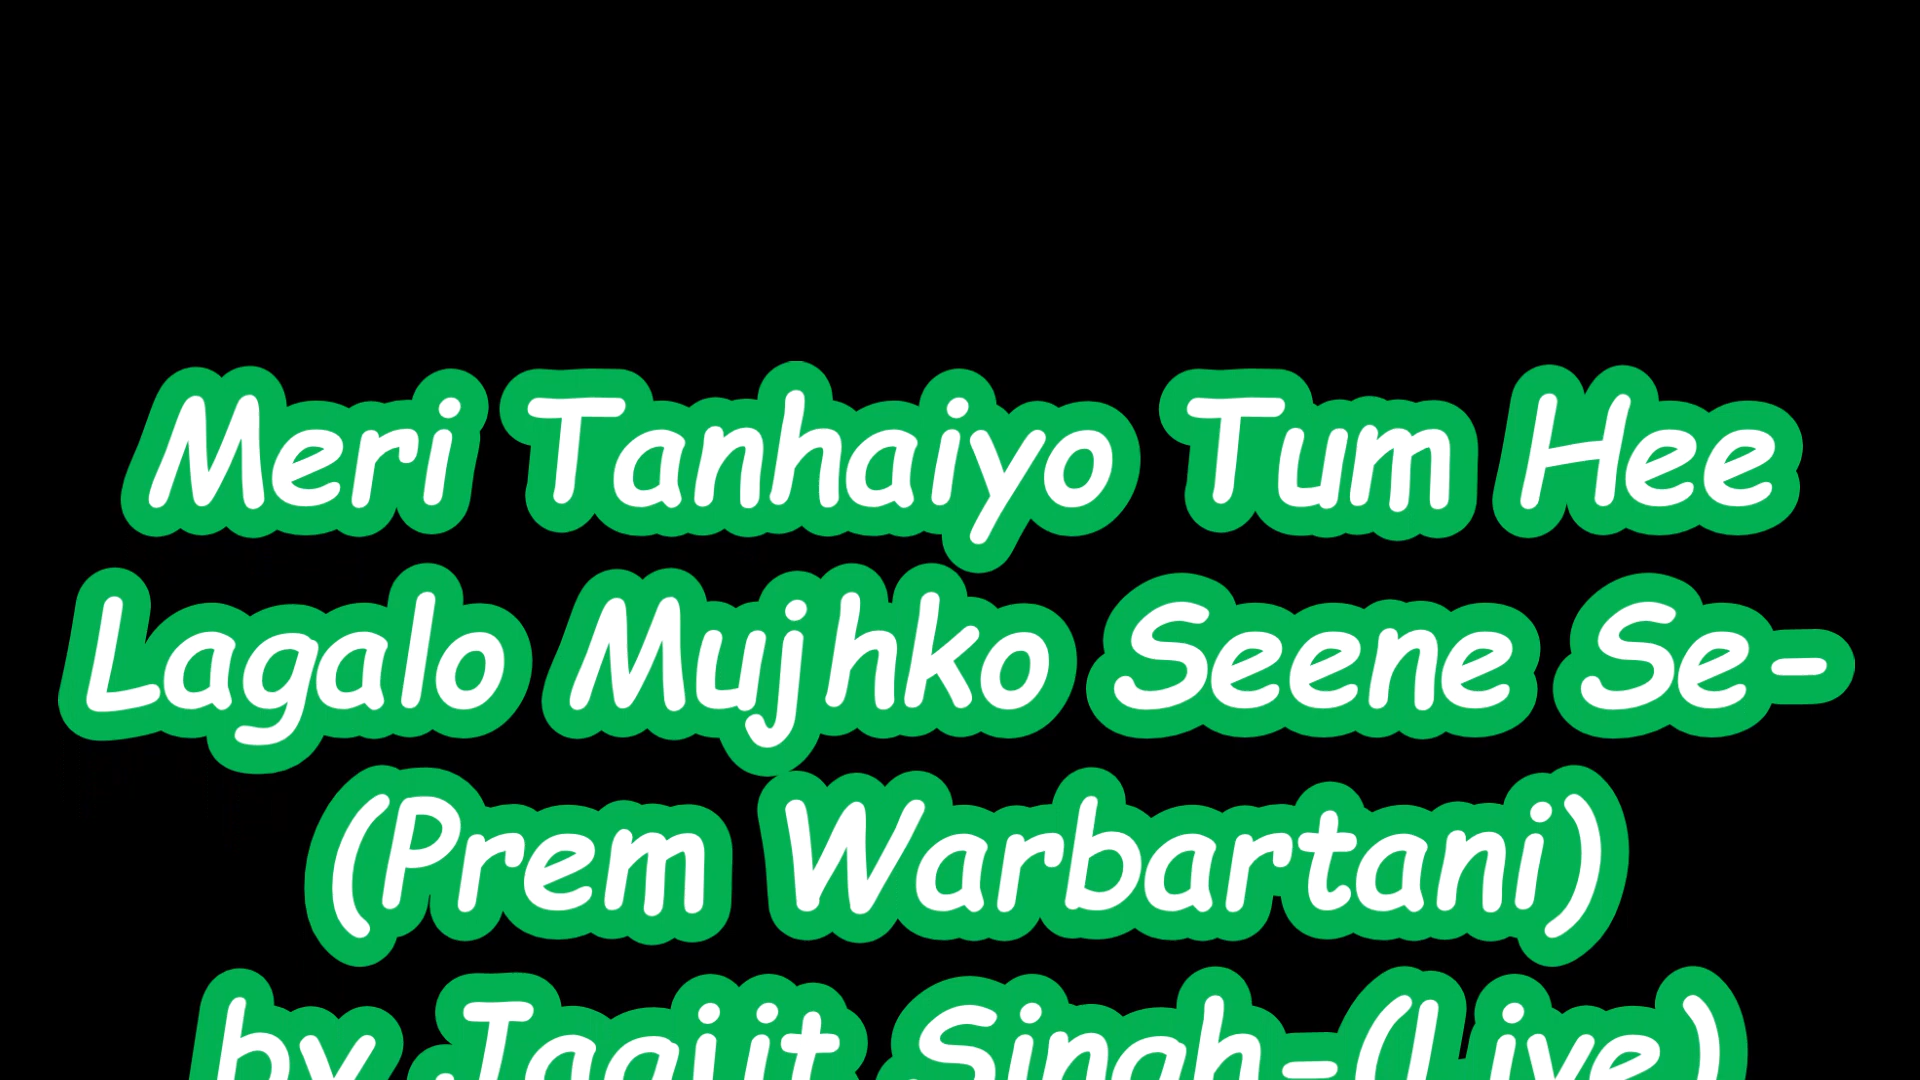 Meri Tanhaiyo Tum Hee
Lagalo Mujhko Seene Se-
(Prem Warbartani)
by Jagjit Singh-(Live)